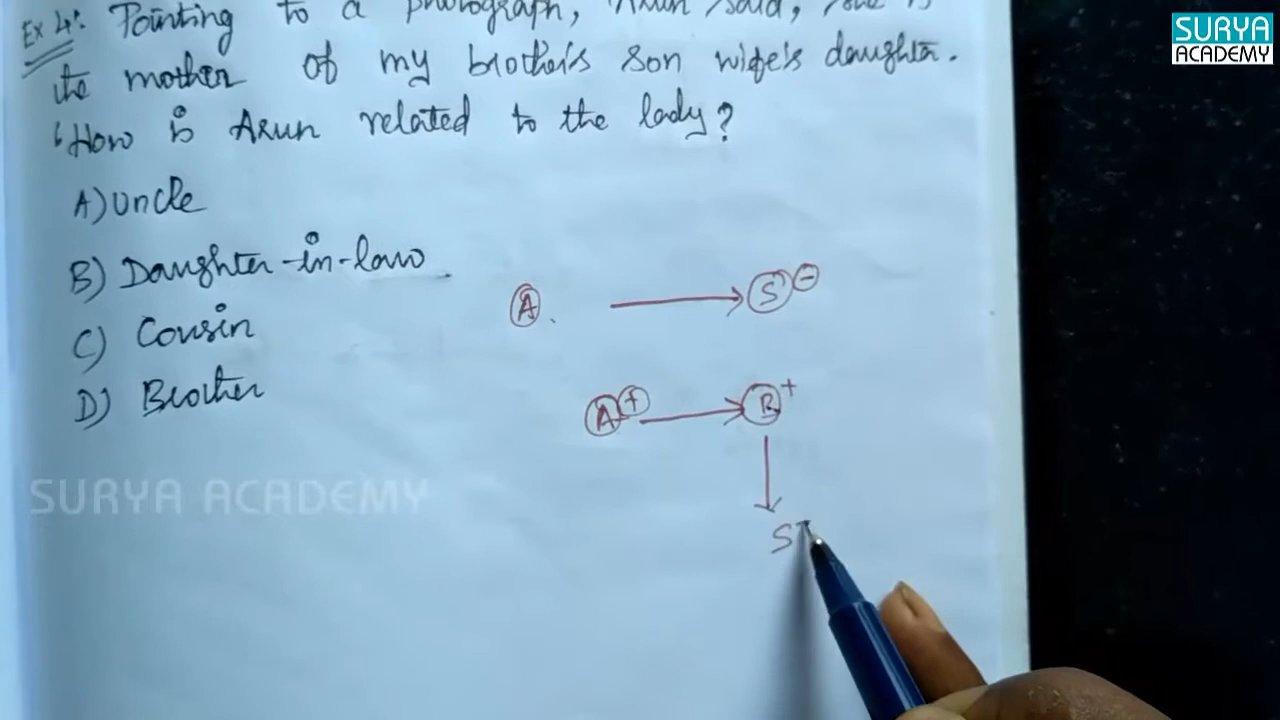 Ex 4: Pointing to a photograph, Arun said, she is
the mother of my brother's son wife's daughter.
How is Arun related to the lady?
A) Uncle
B) Daughter-in-law
C) Cousin
D) Brother
A S -
A + B +
S
SURYA ACADEMY
SURYA
ACADEMY